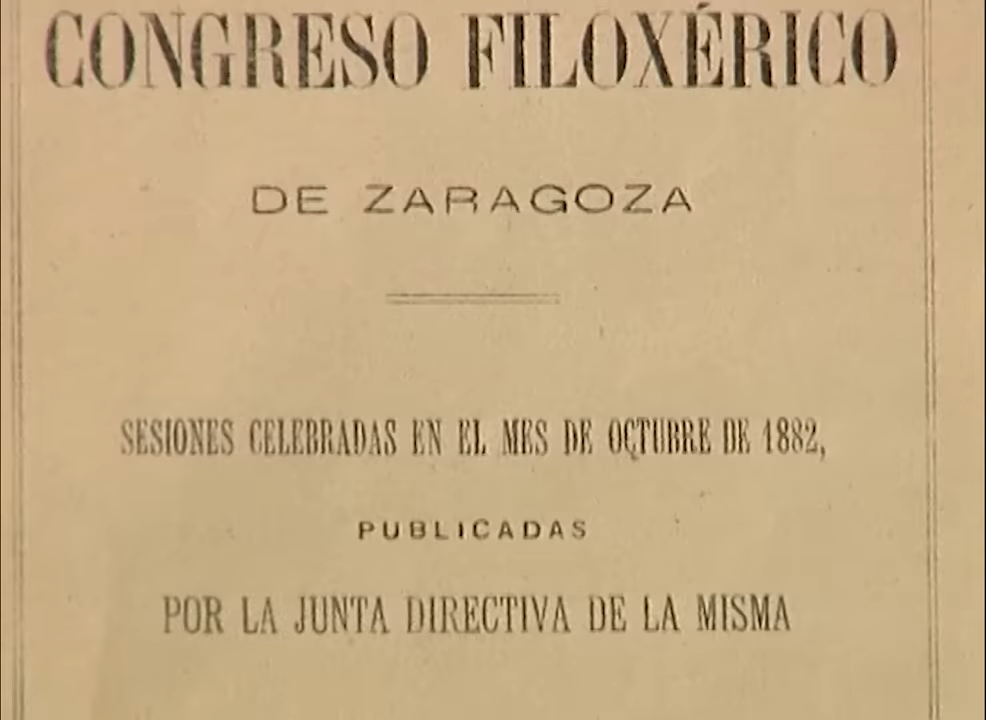 CONGRESO FILOXÉRICO
DE ZARAGOZA
SESIONES CELEBRADAS EN EL MES DE OCTUBRE DE 1882,
PUBLICADAS
POR LA JUNTA DIRECTIVA DE LA MISMA